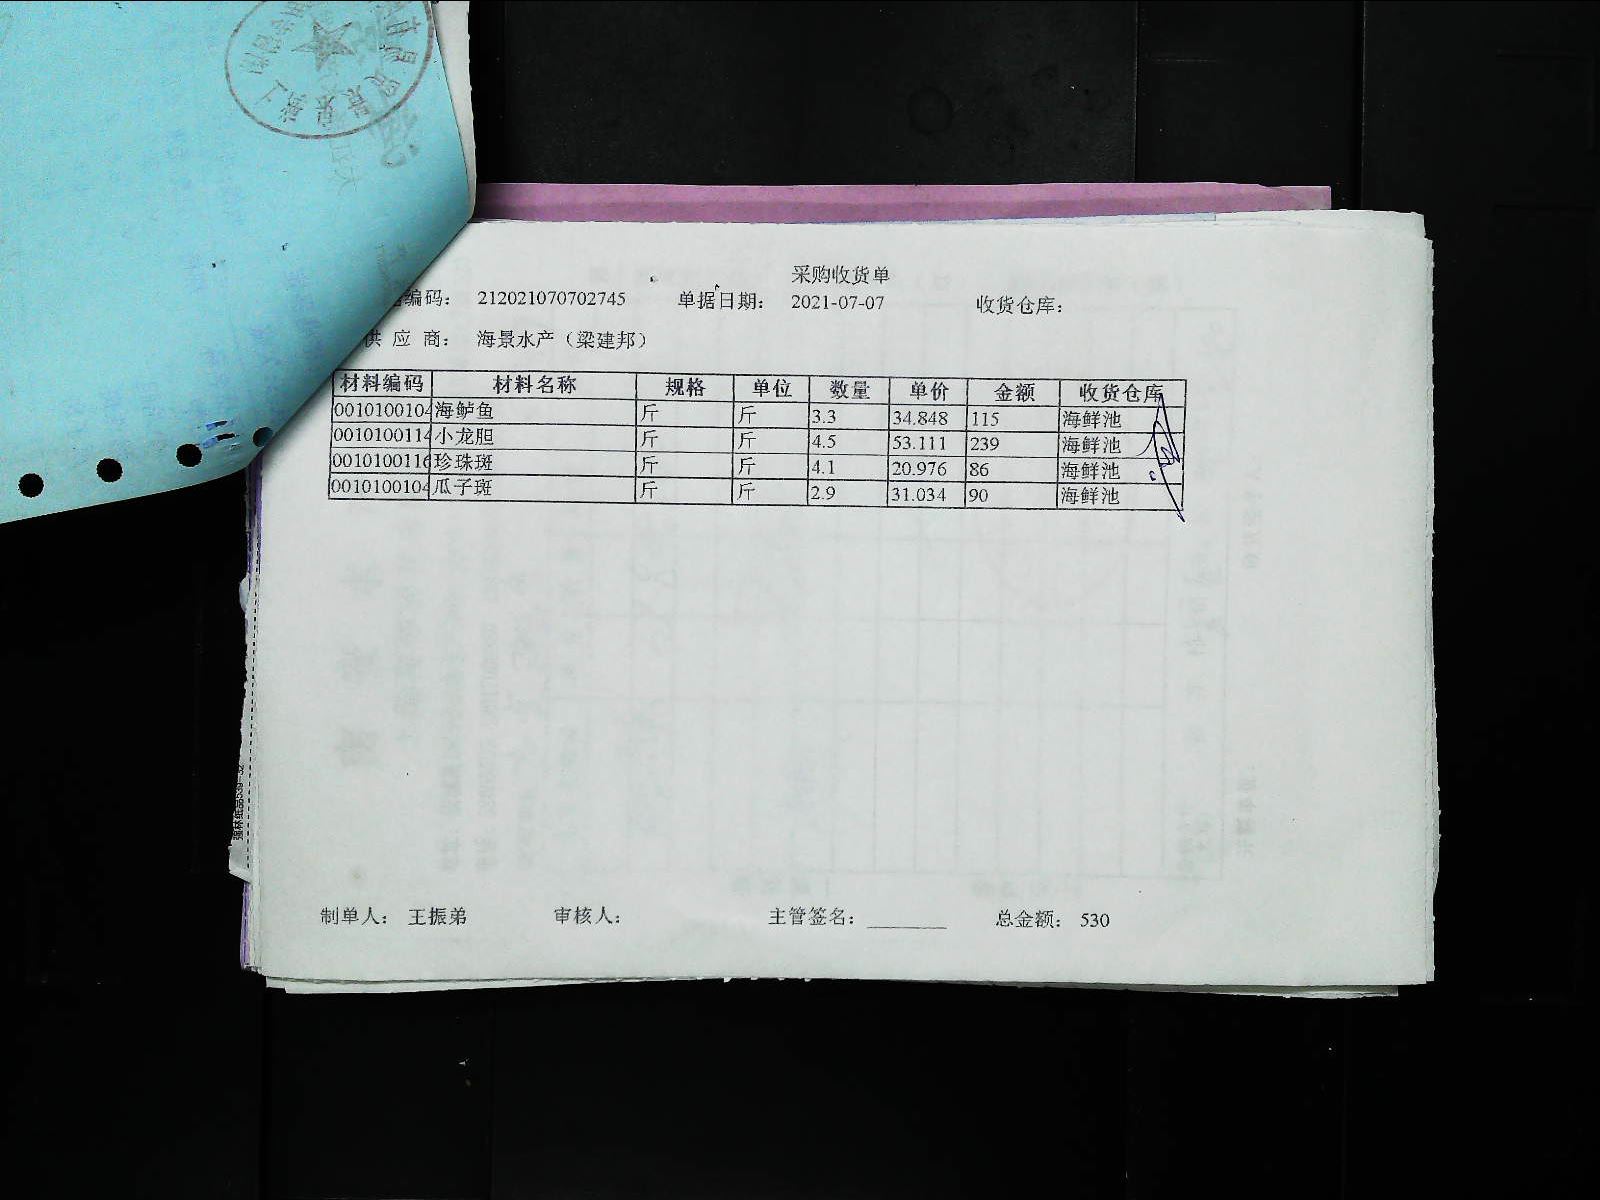 采购收货单
编码： 212021070702745 单据日期： 2021-07-07 收货仓库：
供 应 商： 海景水产（梁建邦）
材料编码 材料名称 规格 单位 数量 单价 金额 收货仓库
0010100104 海鲈鱼 斤 斤 3.3 34.848 115 海鲜池
0010100114 小龙胆 斤 斤 4.5 53.111 239 海鲜池
0010100116 珍珠斑 斤 斤 4.1 20.976 86 海鲜池
0010100104 瓜子斑 斤 斤 2.9 31.034 90 海鲜池
制单人： 王振弟 审核人： 主管签名： 总金额： 530